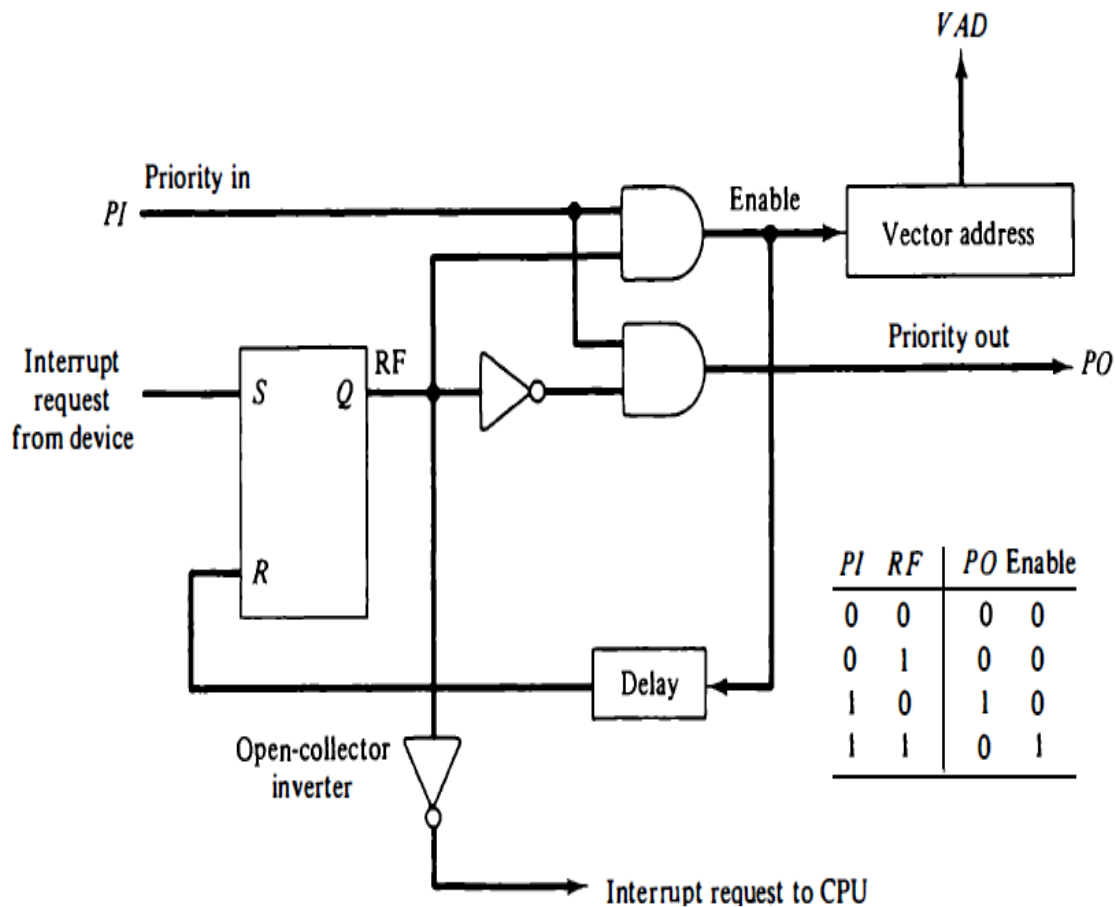 VAD
Priority in
PI
Enable
Vector address
Interrupt
request
from device
S
Q
RF
Priority out
PO
R
Delay
PI RF PO Enable
0 0 0 0
0 1 0 0
1 0 1 0
1 1 0 1
Open-collector
inverter
Interrupt request to CPU